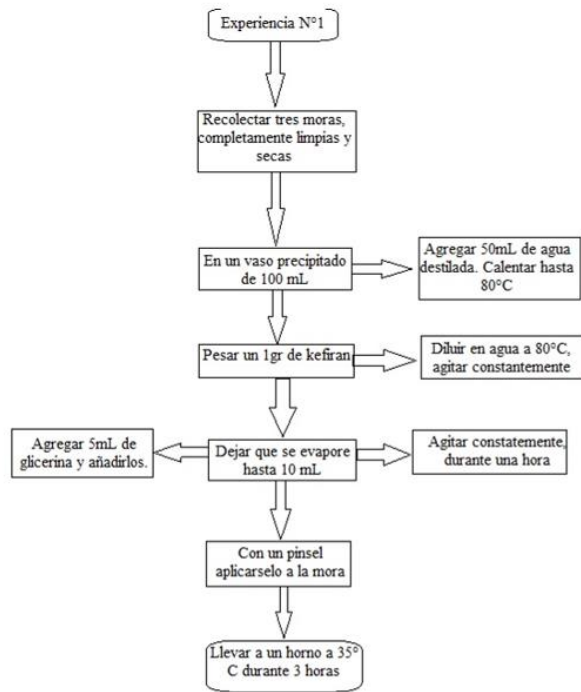 Experiencia N°1
Recolectar tres moras,
completamente limpias y
secas
En un vaso precipitado
de 100 mL
Agregar 50mL de agua
destilada. Calentar hasta
80°C
Pesar un 1gr de kefiran
Diluir en agua a 80°C,
agitar constantemente
Agregar 5mL de
glicerina y añadirlos.
Dejar que se evapore
hasta 10 mL
Agitar constatemente,
durante una hora
Con un pinsel
aplicarselo a la mora
Llevar a un horno a 35°
C durante 3 horas